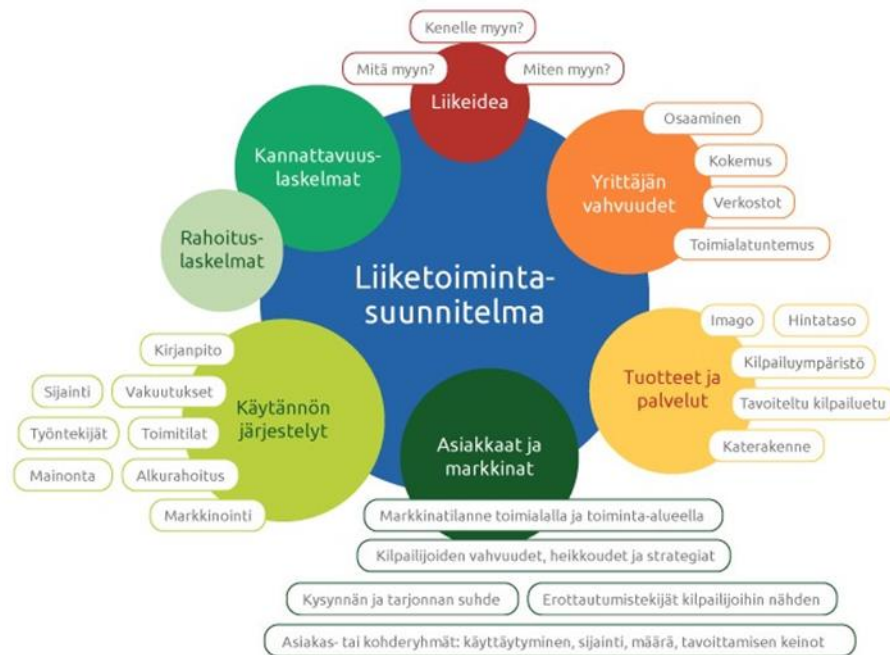 Kenelle myyn?
Mitä myyn?
Miten myyn?
Liikeidea
Osaaminen
Kokemus
Verkostot
Toimialatuntemus
Yrittäjän
vahvuudet
Kannattavuus-
laskelmat
Rahoitus-
laskelmat
Liiketoiminta-
suunnitelma
Imago
Hintataso
Kilpailuympäristö
Tavoiteltu kilpailuetu
Katerakenne
Tuotteet ja
palvelut
Kirjanpito
Sijainti
Vakuutukset
Työntekijät
Toimitilat
Mainonta
Alkurahoitus
Markkinointi
Käytännön
järjestelyt
Asiakkaat ja
markkinat
Markkinatilanne toimialalla ja toiminta-alueella
Kilpailijoiden vahvuudet, heikkoudet ja strategiat
Kysynnän ja tarjonnan suhde
Erottautumistekijät kilpailijoihin nähden
Asiakas- tai kohderyhmät: käyttäytyminen, sijainti, määrä, tavoittamisen keinot